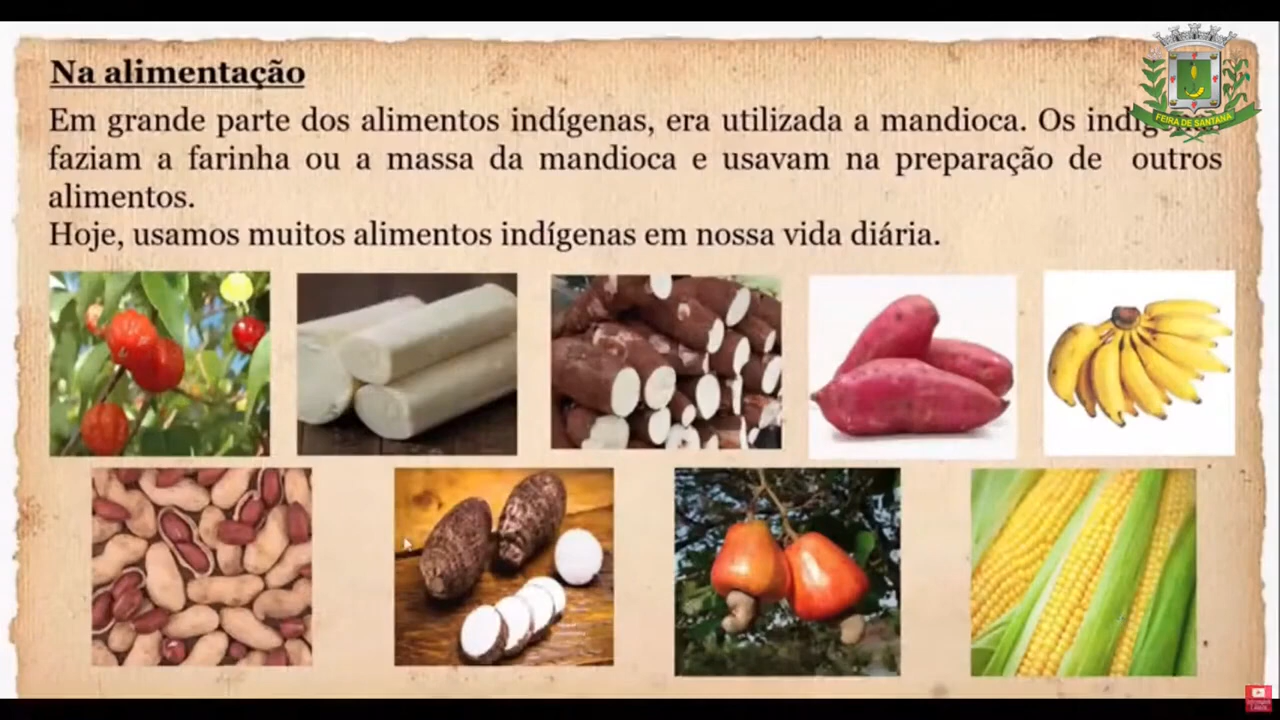 Na alimentação
FEIRA DE SANTANA
Em grande parte dos alimentos indígenas, era utilizada a mandioca. Os
faziam a farinha ou a massa da mandioca e usavam na preparação de outros
alimentos.
Hoje, usamos muitos alimentos indígenas em nossa vida diária.